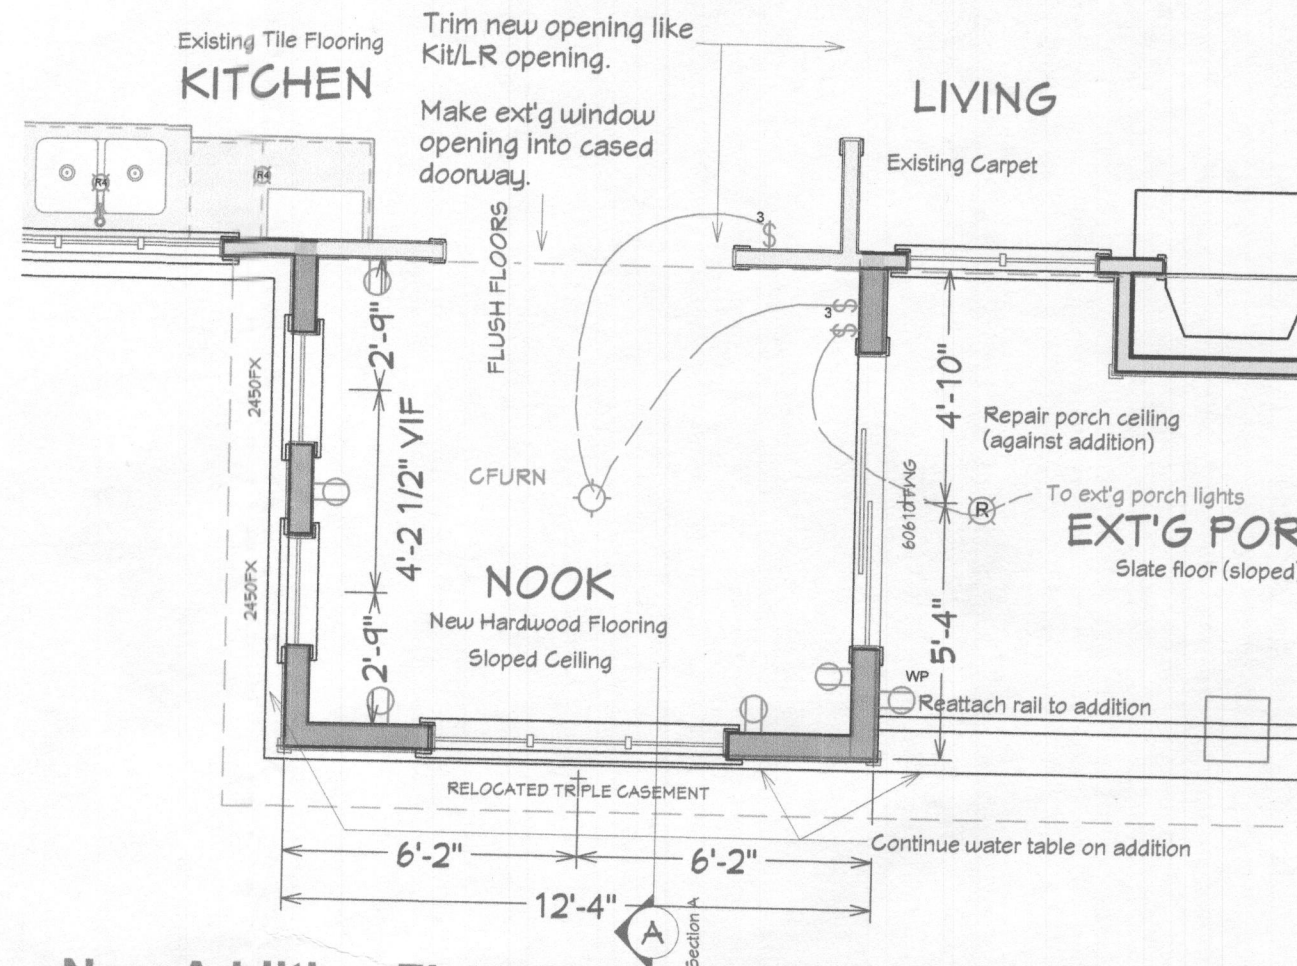 Existing Tile Flooring
KITCHEN
Trim new opening like
Kit/LR opening.
Make ext'g window
opening into cased
doorway.
LIVING
Existing Carpet
R4
R4
FLUSH FLOORS
3
$
3
$
$
2'-9"
2450FX
4'-2 1/2" VIF
4'-10"
Repair porch ceiling
(against addition)
CFURN
6061OFWG
R
To ext'g porch lights
EXT'G POR
Slate floor (sloped)
2450FX
NOOK
New Hardwood Flooring
Sloped Ceiling
2'-9"
5'-4"
WP
Reattach rail to addition
RELOCATED TRIPLE CASEMENT
Continue water table on addition
6'-2"
6'-2"
12'-4"
A
Section A